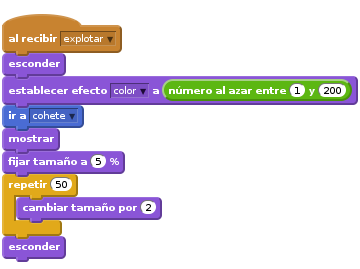 al recibir explotar
esconder
establecer efecto color a número al azar entre 1 y 200
ir a cohete
mostrar
fijar tamaño a 5 %
repetir 50
cambiar tamaño por 2
esconder